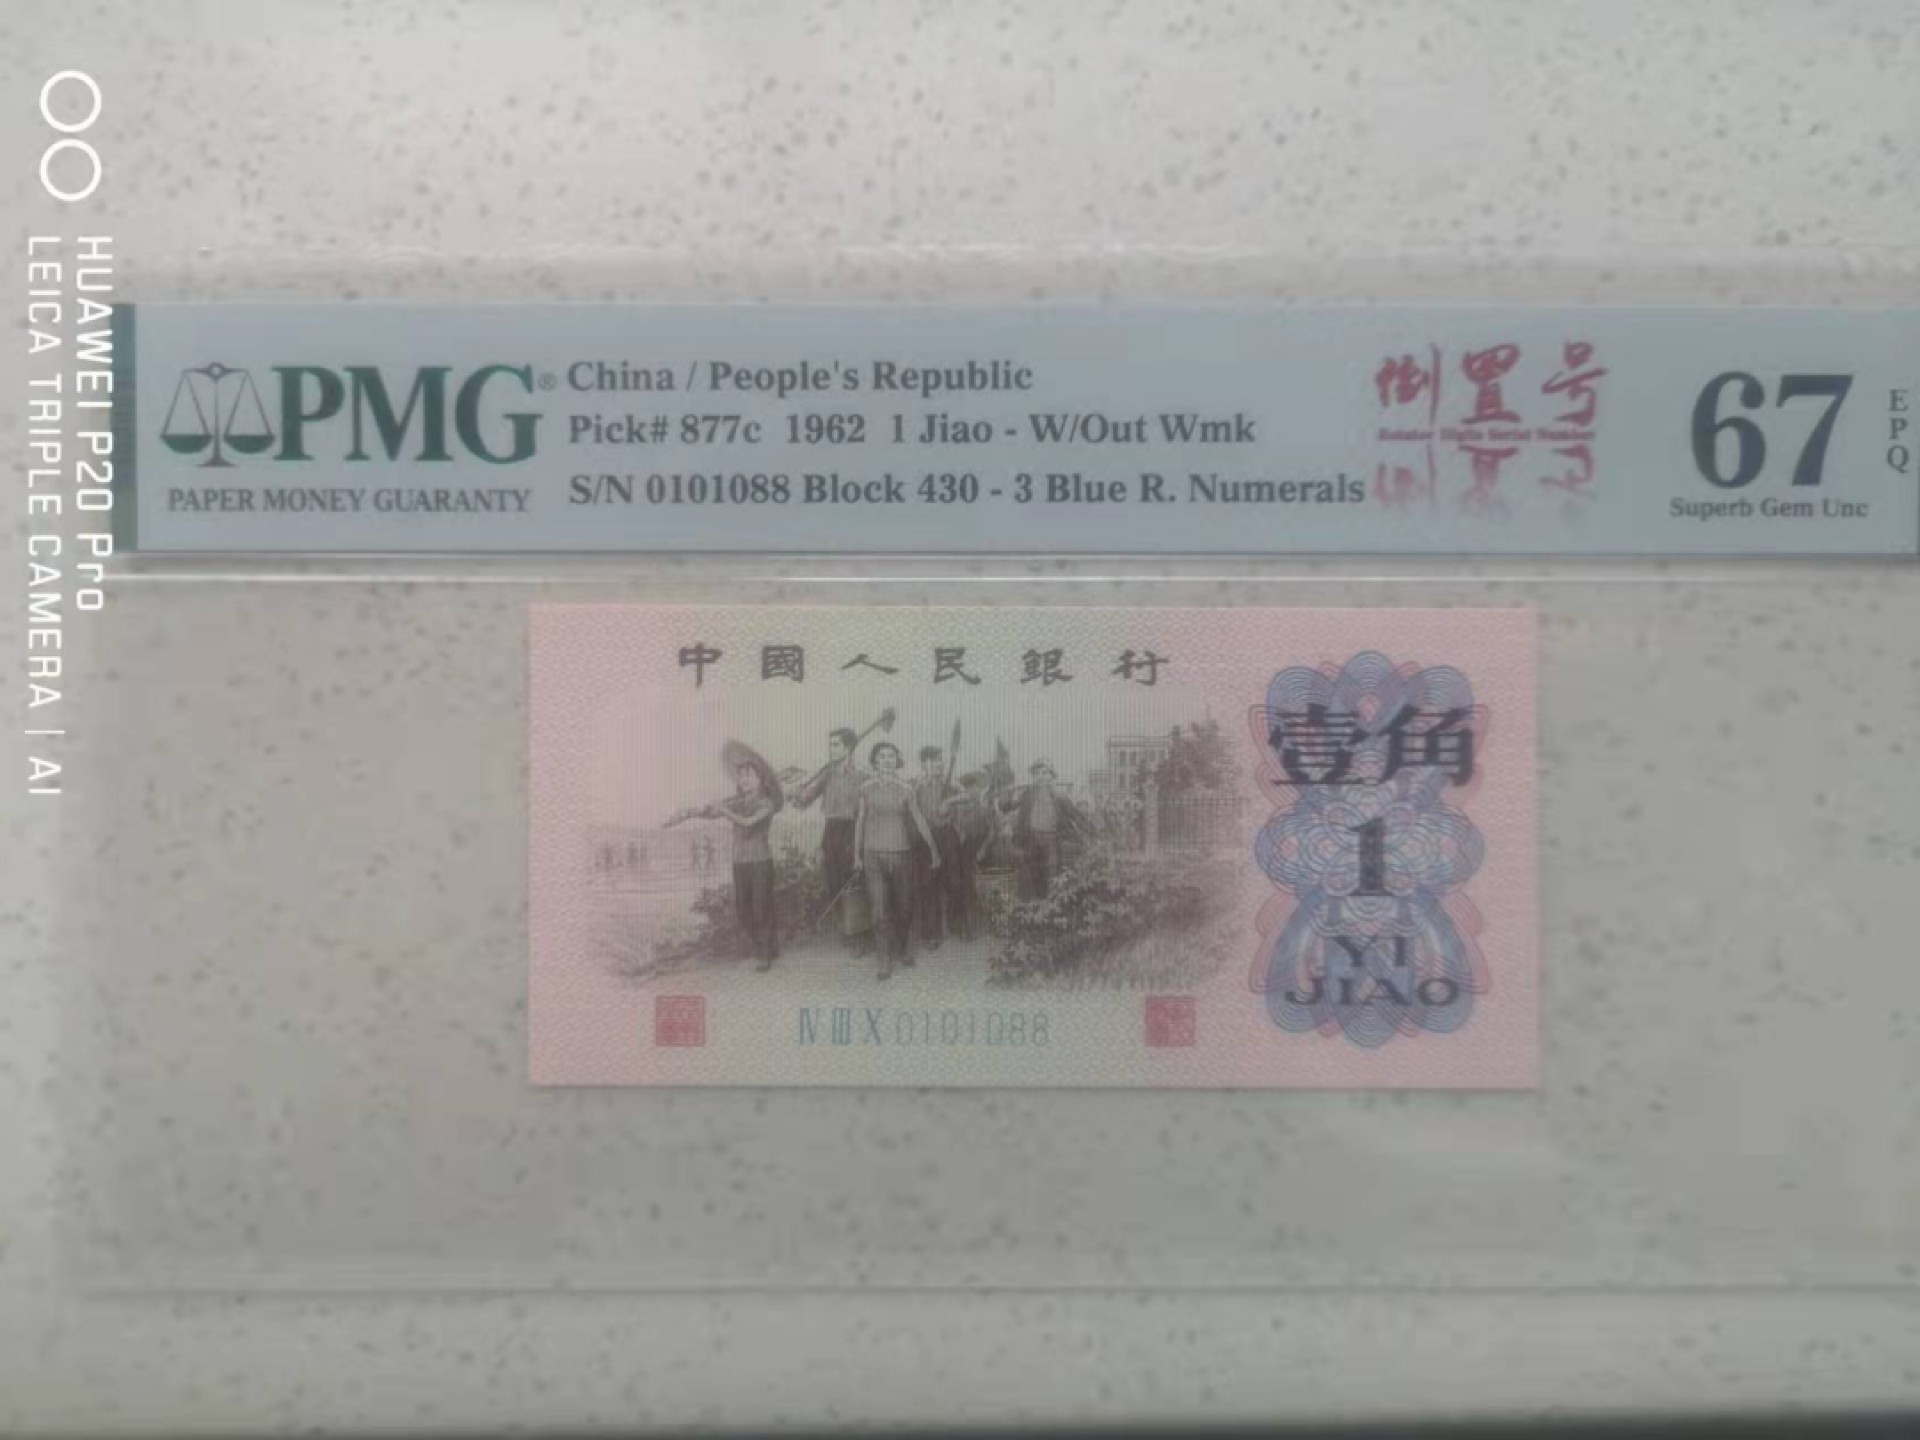 HUAWEI P20 Pro
LEICA TRIPLE CAMERA | AI
PMG®
PAPER MONEY GUARANTY
China / People's Republic
Pick# 877c 1962 1 Jiao - W/Out Wmk
S/N 0101088 Block 430 - 3 Blue R. Numerals
倒置号
67
EPQ
Superb Gem Unc
中國人民銀行
壹角
1
YI
JIAO
IV III X 0101088